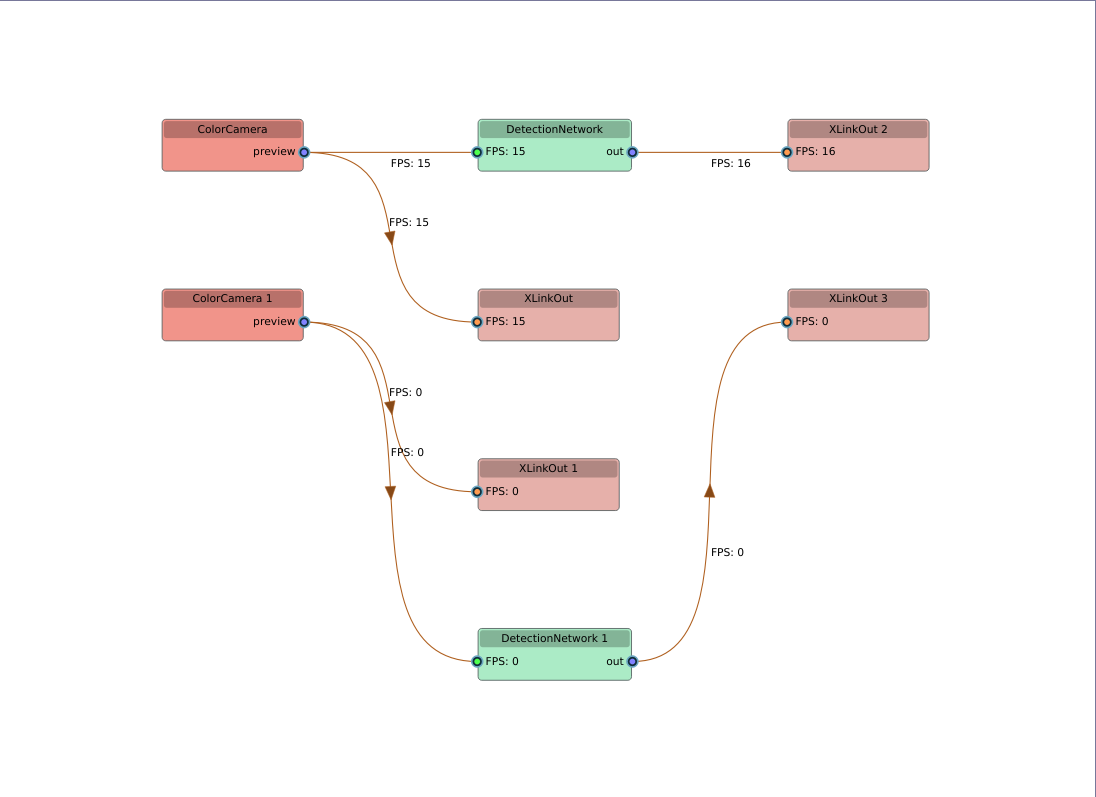 ColorCamera
preview
FPS: 15
DetectionNetwork
FPS: 15
out
FPS: 16
XLinkOut 2
FPS: 16
FPS: 15
ColorCamera 1
preview
XLinkOut
FPS: 15
XLinkOut 3
FPS: 0
FPS: 0
FPS: 0
XLinkOut 1
FPS: 0
FPS: 0
DetectionNetwork 1
FPS: 0
out